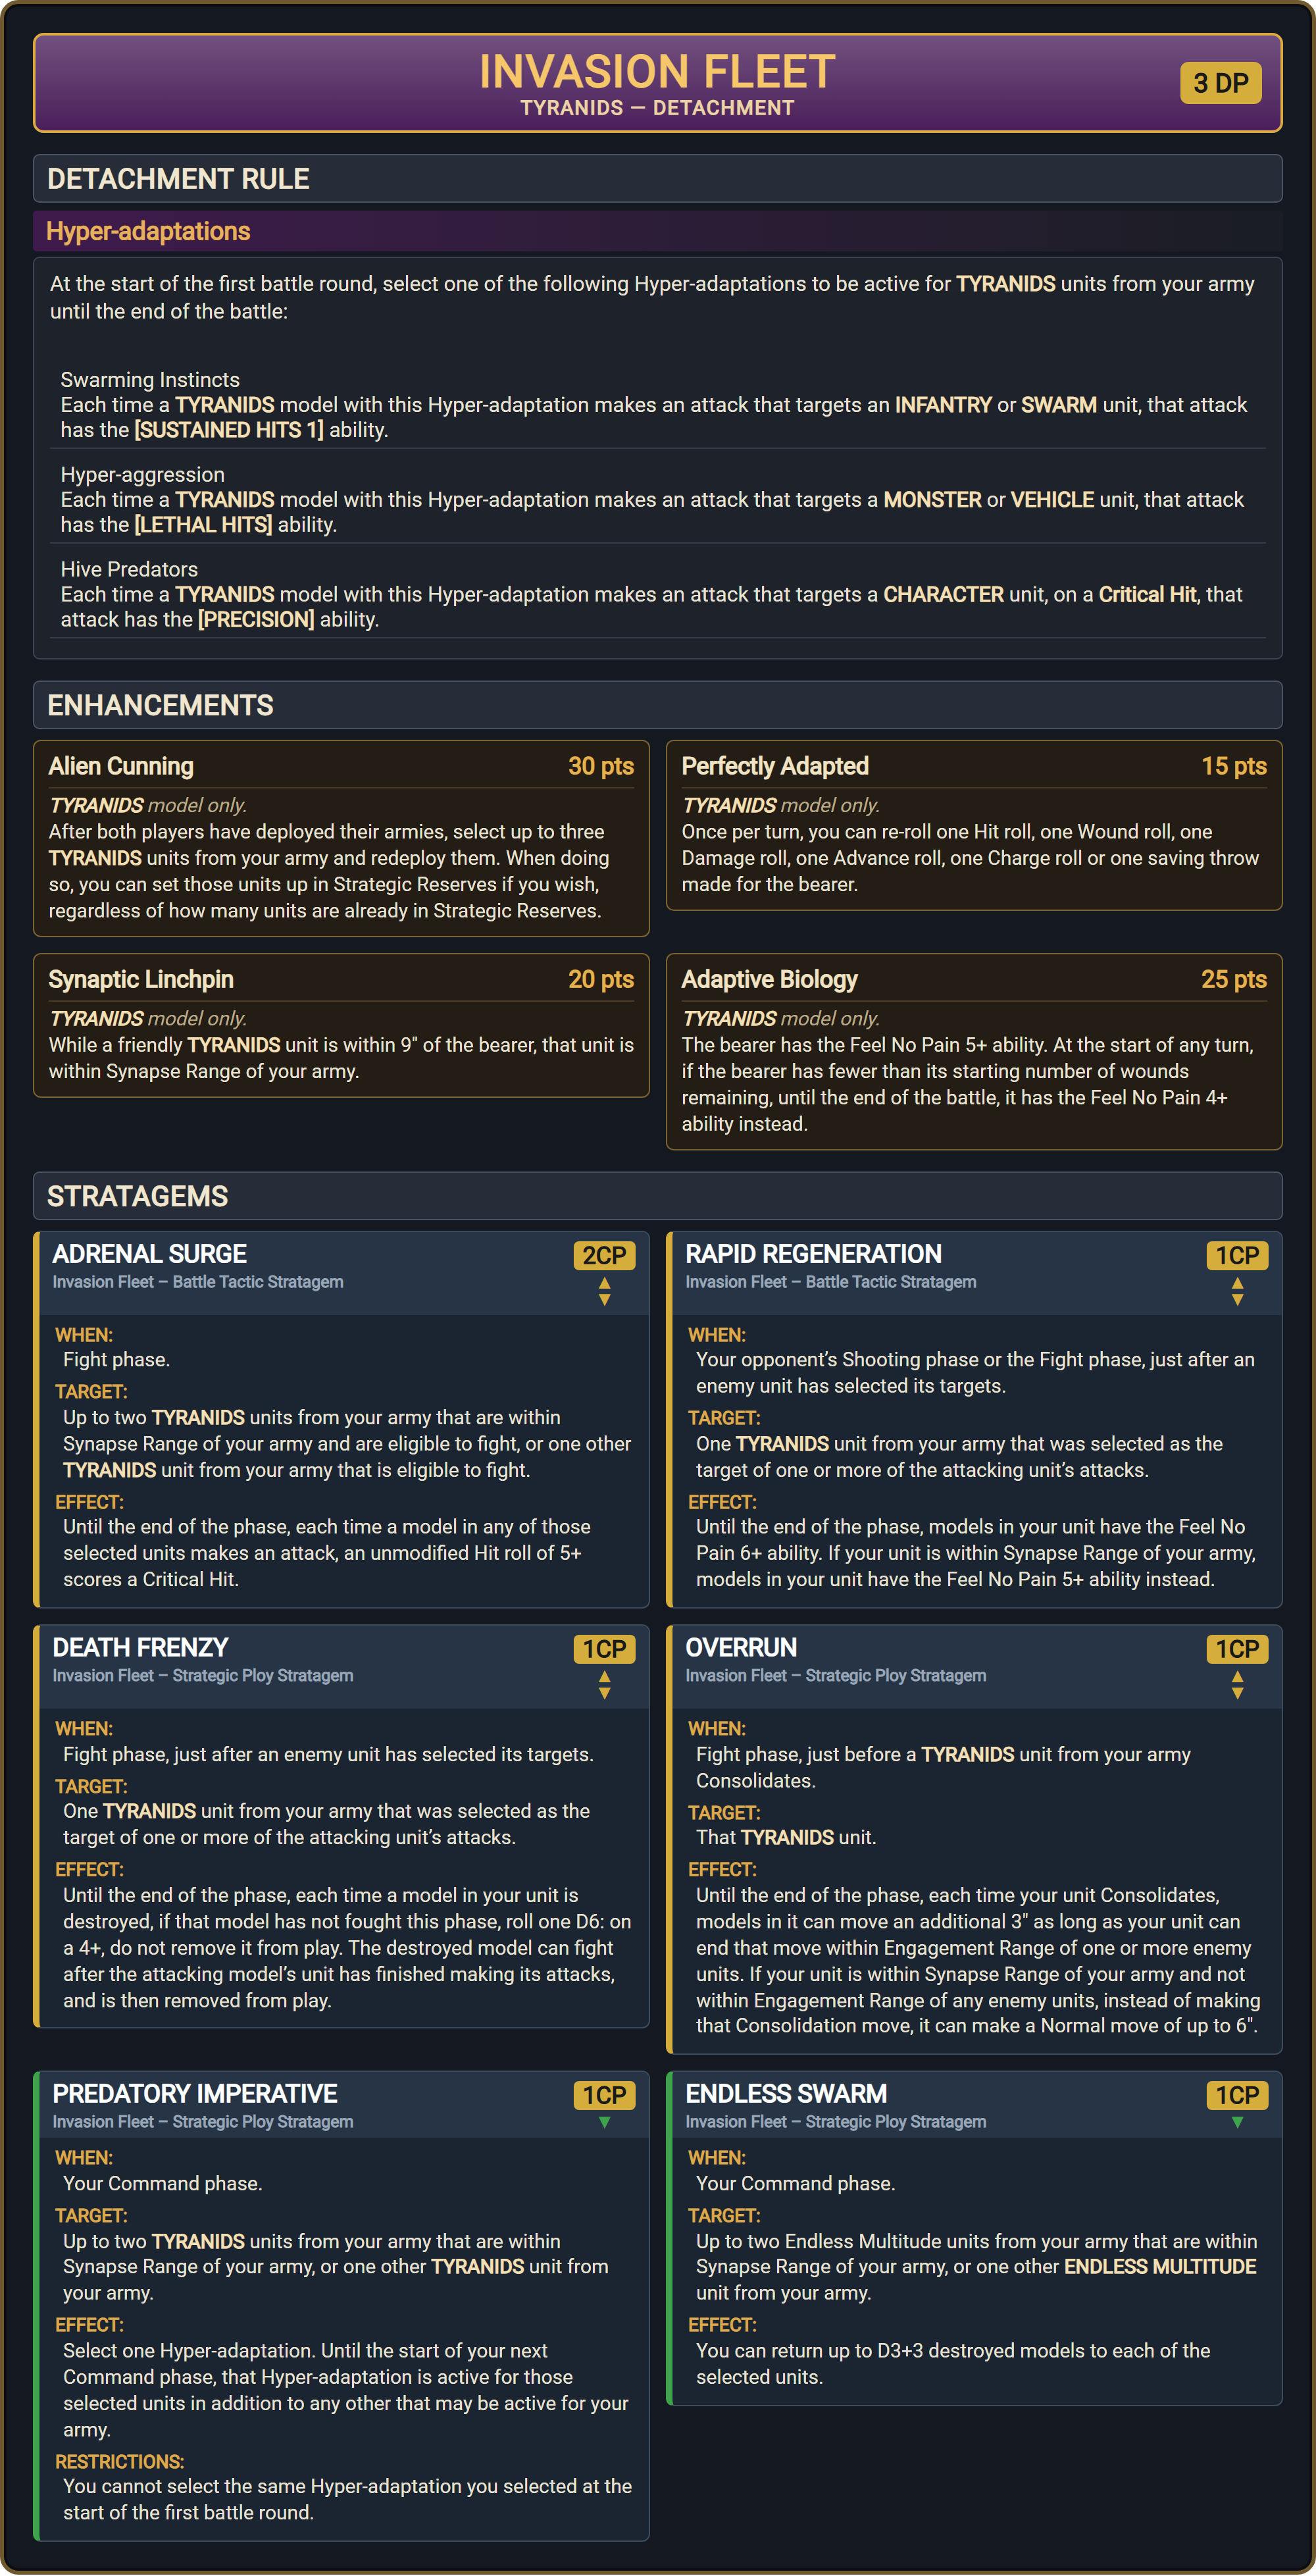 INVASION FLEET
TYRANIDS — DETACHMENT
3 DP
DETACHMENT RULE
Hyper-adaptations
At the start of the first battle round, select one of the following Hyper-adaptations to be active for TYRANIDS units from your army
until the end of the battle:
Swarming Instincts
Each time a TYRANIDS model with this Hyper-adaptation makes an attack that targets an INFANTRY or SWARM unit, that attack
has the [SUSTAINED HITS 1] ability.
Hyper-aggression
Each time a TYRANIDS model with this Hyper-adaptation makes an attack that targets a MONSTER or VEHICLE unit, that attack
has the [LETHAL HITS] ability.
Hive Predators
Each time a TYRANIDS model with this Hyper-adaptation makes an attack that targets a CHARACTER unit, on a Critical Hit, that
attack has the [PRECISION] ability.
ENHANCEMENTS
Alien Cunning
30 pts
TYRANIDS model only.
After both players have deployed their armies, select up to three
TYRANIDS units from your army and redeploy them. When doing
so, you can set those units up in Strategic Reserves if you wish,
regardless of how many units are already in Strategic Reserves.
Perfectly Adapted
15 pts
TYRANIDS model only.
Once per turn, you can re-roll one Hit roll, one Wound roll, one
Damage roll, one Advance roll, one Charge roll or one saving throw
made for the bearer.
Synaptic Linchpin
20 pts
TYRANIDS model only.
While a friendly TYRANIDS unit is within 9" of the bearer, that unit is
within Synapse Range of your army.
Adaptive Biology
25 pts
TYRANIDS model only.
The bearer has the Feel No Pain 5+ ability. At the start of any turn,
if the bearer has fewer than its starting number of wounds
remaining, until the end of the battle, it has the Feel No Pain 4+
ability instead.
STRATAGEMS
ADRENAL SURGE
2CP
Invasion Fleet – Battle Tactic Stratagem
▲
▼
WHEN:
Fight phase.
TARGET:
Up to two TYRANIDS units from your army that are within
Synapse Range of your army and are eligible to fight, or one other
TYRANIDS unit from your army that is eligible to fight.
EFFECT:
Until the end of the phase, each time a model in any of those
selected units makes an attack, an unmodified Hit roll of 5+
scores a Critical Hit.
RAPID REGENERATION
1CP
Invasion Fleet – Battle Tactic Stratagem
▲
▼
WHEN:
Your opponent’s Shooting phase or the Fight phase, just after an
enemy unit has selected its targets.
TARGET:
One TYRANIDS unit from your army that was selected as the
target of one or more of the attacking unit’s attacks.
EFFECT:
Until the end of the phase, models in your unit have the Feel No
Pain 6+ ability. If your unit is within Synapse Range of your army,
models in your unit have the Feel No Pain 5+ ability instead.
DEATH FRENZY
1CP
Invasion Fleet – Strategic Ploy Stratagem
▲
▼
WHEN:
Fight phase, just after an enemy unit has selected its targets.
TARGET:
One TYRANIDS unit from your army that was selected as the
target of one or more of the attacking unit’s attacks.
EFFECT:
Until the end of the phase, each time a model in your unit is
destroyed, if that model has not fought this phase, roll one D6: on
a 4+, do not remove it from play. The destroyed model can fight
after the attacking model’s unit has finished making its attacks,
and is then removed from play.
OVERRUN
1CP
Invasion Fleet – Strategic Ploy Stratagem
▲
▼
WHEN:
Fight phase, just before a TYRANIDS unit from your army
Consolidates.
TARGET:
That TYRANIDS unit.
EFFECT:
Until the end of the phase, each time your unit Consolidates,
models in it can move an additional 3" as long as your unit can
end that move within Engagement Range of one or more enemy
units. If your unit is within Synapse Range of your army and not
within Engagement Range of any enemy units, instead of making
that Consolidation move, it can make a Normal move of up to 6".
PREDATORY IMPERATIVE
1CP
Invasion Fleet – Strategic Ploy Stratagem
▼
WHEN:
Your Command phase.
TARGET:
Up to two TYRANIDS units from your army that are within
Synapse Range of your army, or one other TYRANIDS unit from
your army.
EFFECT:
Select one Hyper-adaptation. Until the start of your next
Command phase, that Hyper-adaptation is active for those
selected units in addition to any other that may be active for your
army.
RESTRICTIONS:
You cannot select the same Hyper-adaptation you selected at the
start of the first battle round.
ENDLESS SWARM
1CP
Invasion Fleet – Strategic Ploy Stratagem
▼
WHEN:
Your Command phase.
TARGET:
Up to two Endless Multitude units from your army that are within
Synapse Range of your army, or one other ENDLESS MULTITUDE
unit from your army.
EFFECT:
You can return up to D3+3 destroyed models to each of the
selected units.